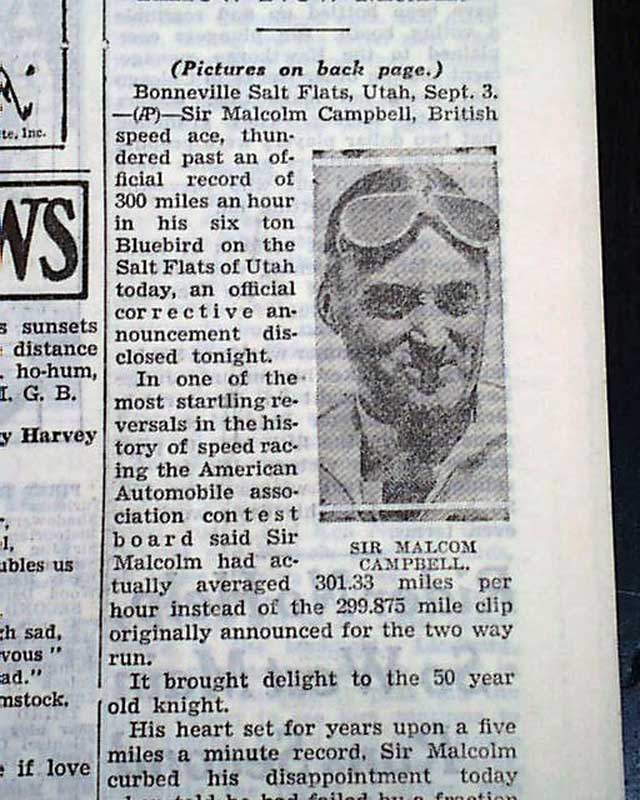 (Pictures on back page.)
Bonneville Salt Flats, Utah, Sept. 3.
—(AP)—Sir Malcolm Campbell, British
speed ace, thun-
dered past an of-
ficial record of
300 miles an hour
in his six ton
Bluebird on the
Salt Flats of Utah
today, an official
corrective an-
nouncement dis-
closed tonight.
In one of the
most startling re-
versals in the his-
tory of speed rac-
ing the American
Automobile asso-
ciation contest
board said Sir
Malcolm had ac-
tually averaged 301.33 miles per
hour instead of the 299.875 mile clip
originally announced for the two way
run.
It brought delight to the 50 year
old knight.
His heart set for years upon a five
miles a minute record, Sir Malcolm
curbed his disappointment today
SIR MALCOM
CAMPBELL.
Inc.
WS
sunsets
distance
ho-hum,
G. B.
Harvey
us
sad,
ad."
if love